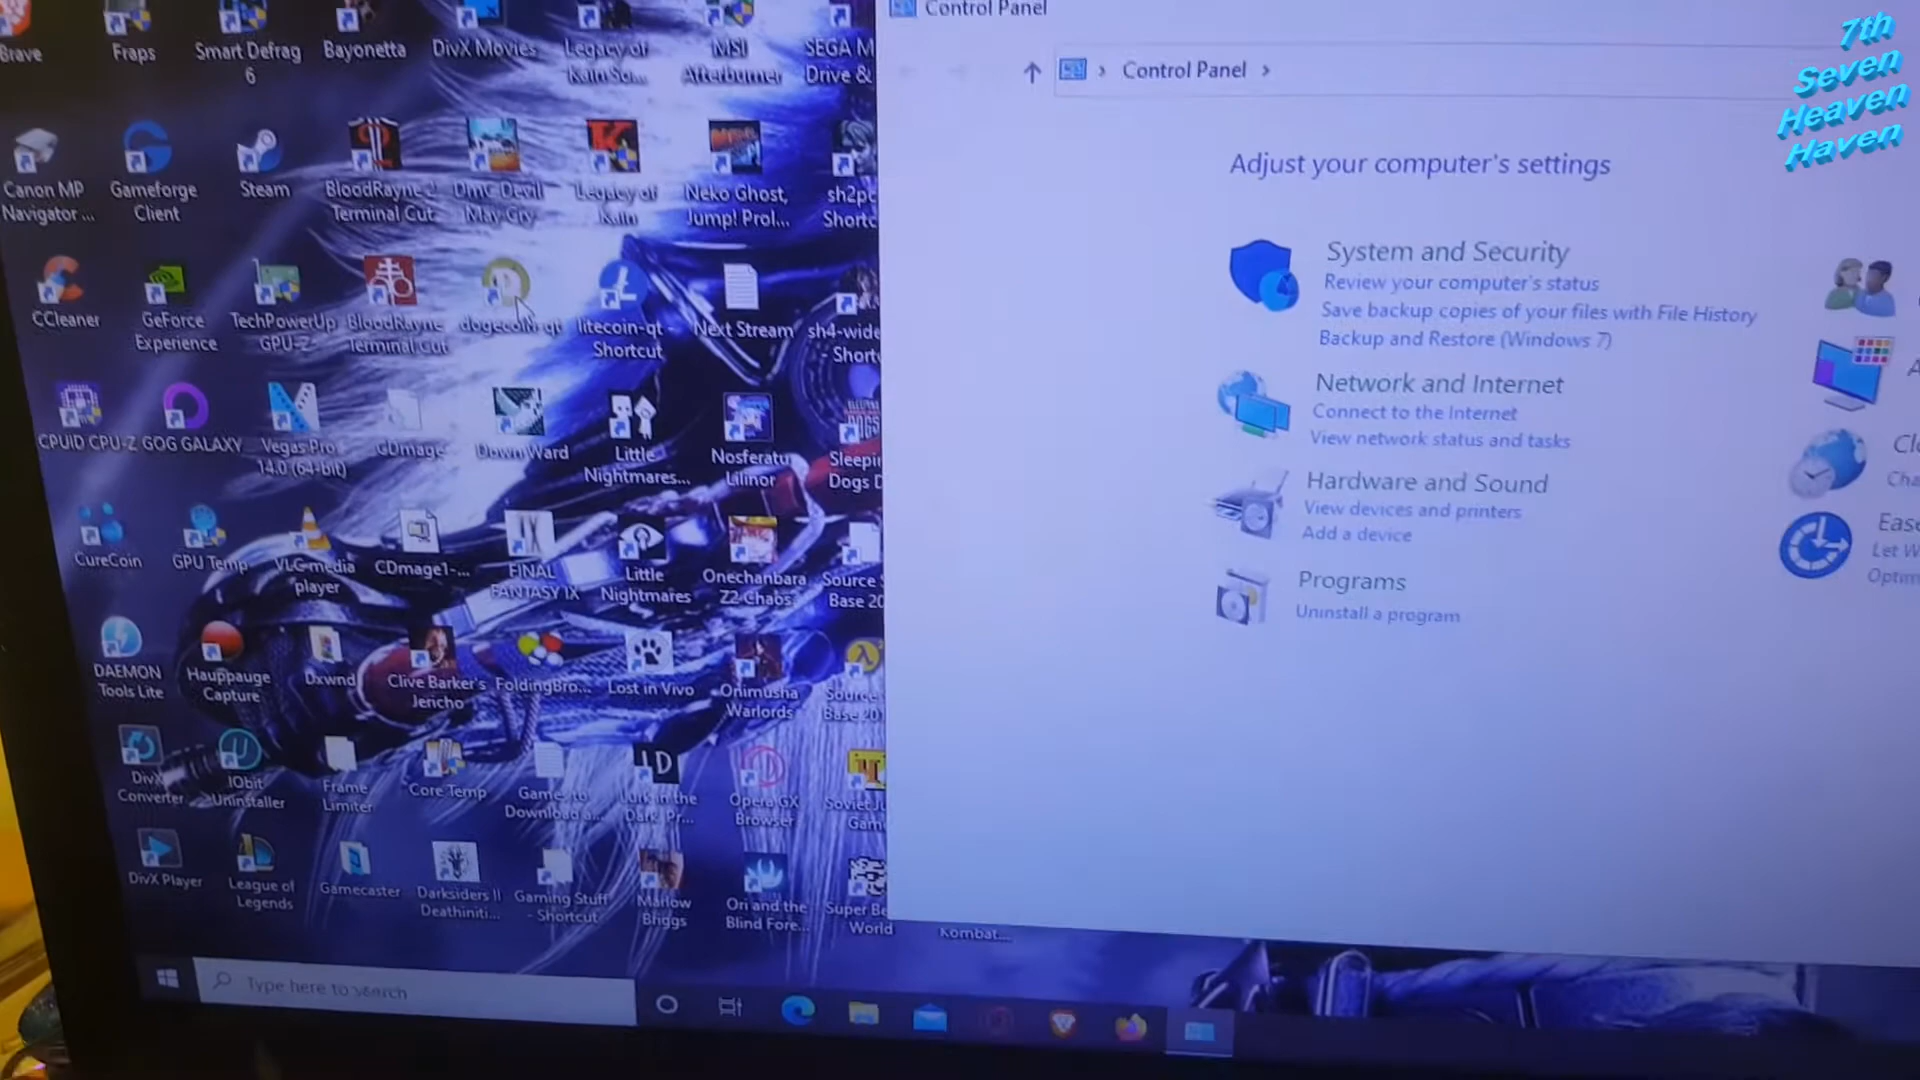 Brave
Fraps
Smart Defrag
6
Bayonetta
DivX Movies
Legacy of
Kain So...
MSI
Afterburner
SEGA M
Drive &
Canon MP
Navigator ...
Gameforge
Client
Steam
BloodRayne 2
Terminal Cut
DmC Devil
May Cry
Legacy of
Kain
Neko Ghost,
Jump! Prol...
sh2pc
Shortc
CCleaner
GeForce
Experience
TechPowerUp
GPU-Z
BloodRayne
Terminal Cut
dogecoin-qt
litecoin-qt -
Shortcut
Next Stream
sh4-wide
- Short
CPUID CPU-Z
GOG GALAXY
Vegas Pro
14.0 (64-bit)
CDmage
DownWard
Little
Nightmares...
Nosferatu
Lilinor
Sleepin
Dogs D
CureCoin
GPU Temp
VLC media
player
CDmage1-...
FINAL
FANTASY IX
Little
Nightmares
Onechanbara
Z2 Chaos
Source
Base 20
DAEMON
Tools Lite
Hauppauge
Capture
Dxwnd
Clive Barker's
Jericho
FoldingBro...
Lost in Vivo
Onimusha
Warlords
Source
Base 20
DivX
Converter
IObit
Uninstaller
Frame
Limiter
Core Temp
Games to
Download a...
Lurk in the
Dark Pr...
Opera GX
Browser
Soviet Ju
Gam
DivX Player
League of
Legends
Gamecaster
Darksiders II
Deathiniti...
Gaming Stuff
- Shortcut
Marlow
Briggs
Ori and the
Blind Fore...
Super Be
World
Kombat...
Type here to search
Control Panel
Control Panel
Adjust your computer's settings
System and Security
Review your computer's status
Save backup copies of your files with File History
Backup and Restore (Windows 7)
Network and Internet
Connect to the Internet
View network status and tasks
Hardware and Sound
View devices and printers
Add a device
Programs
Uninstall a program
A
Clo
Cha
Ease
Let W
Optim
7th
Seven
Heaven
Haven